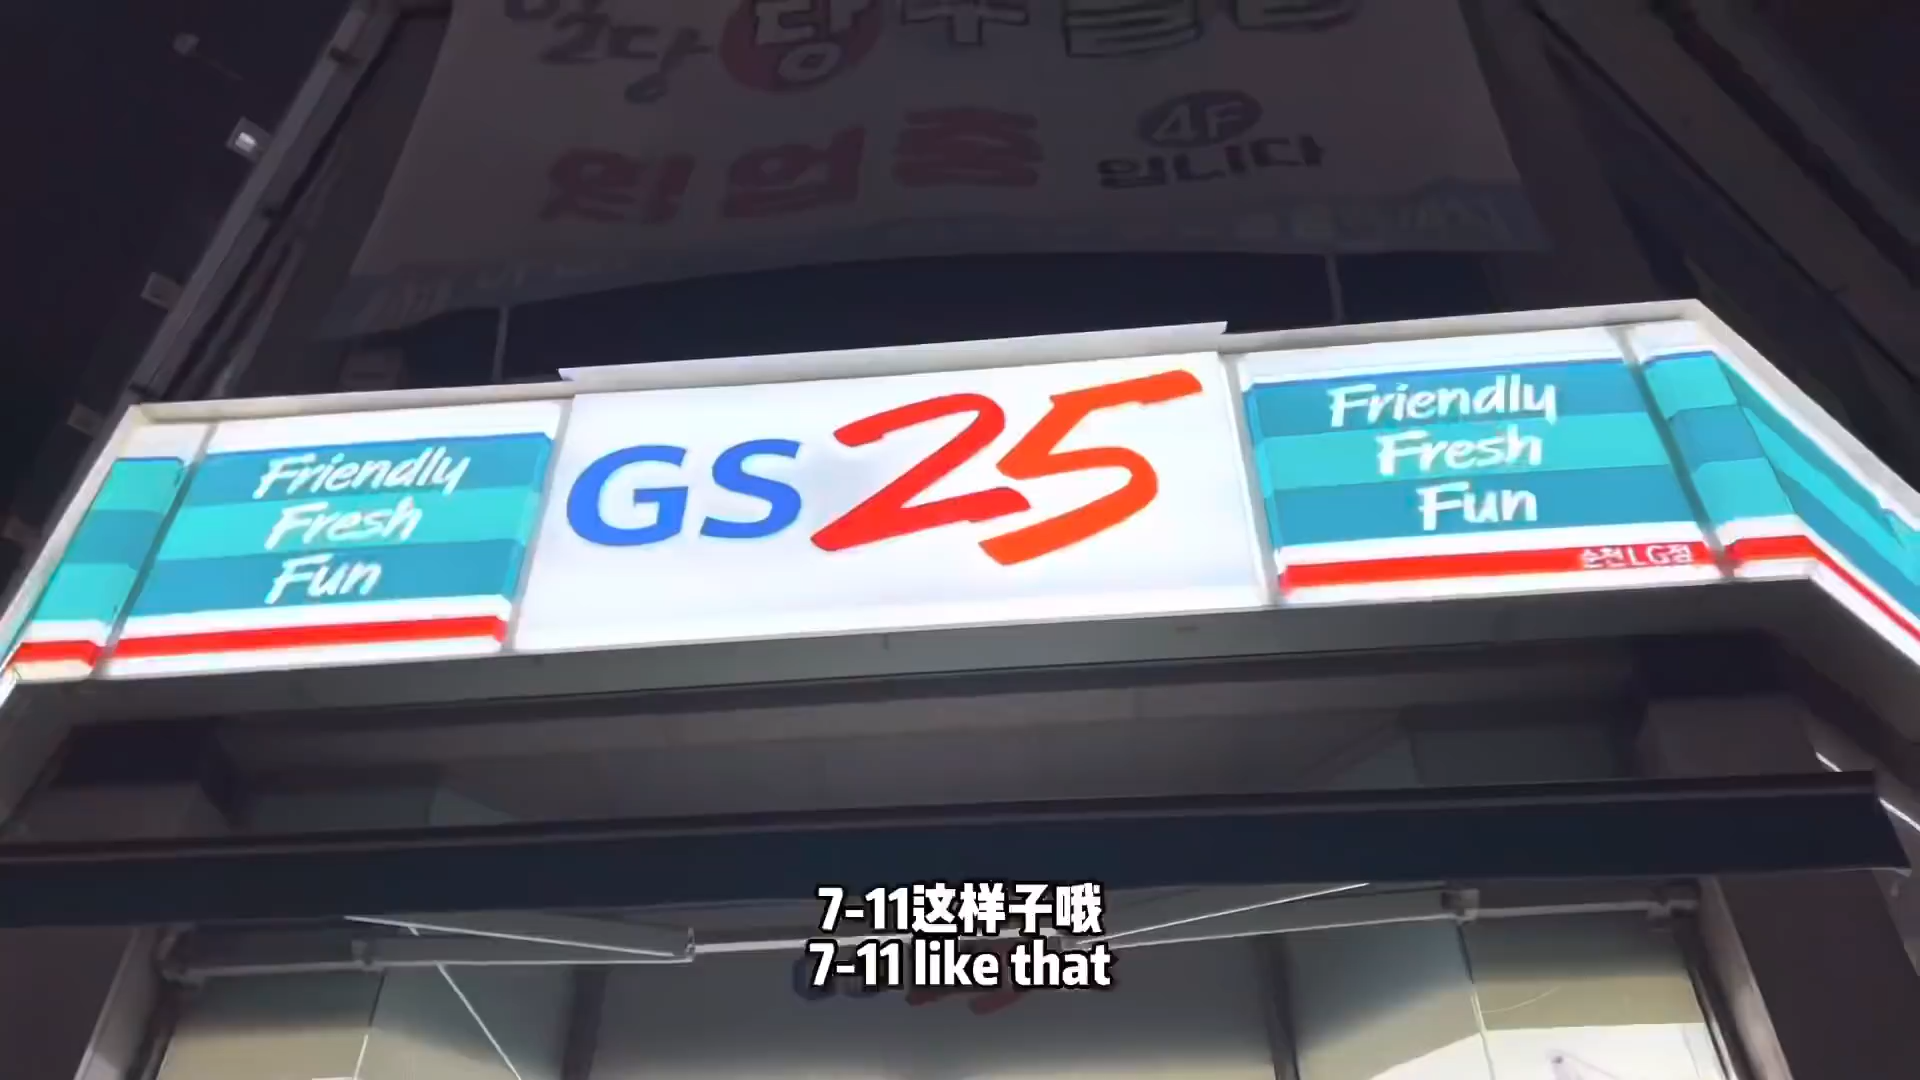 4F
입니다
GS25
Friendly
Fresh
Fun
Friendly
Fresh
Fun
순천LG점
7-11这样子哦
7-11 like that